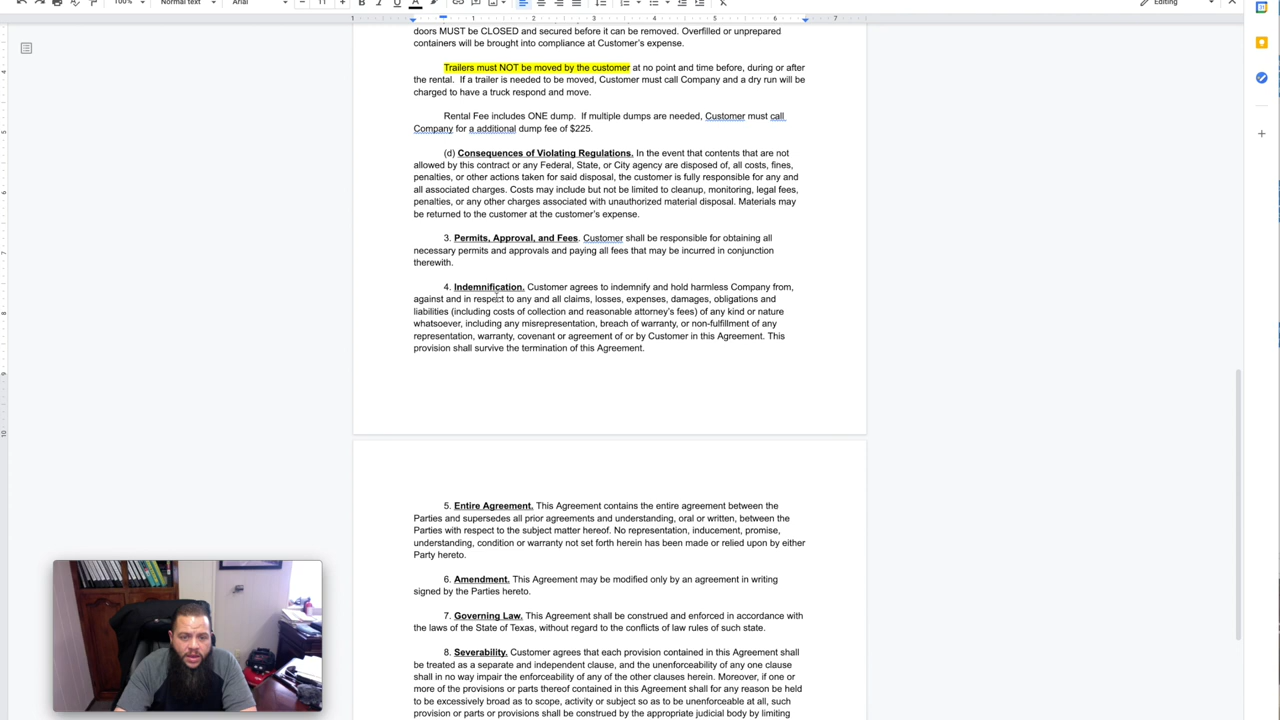 100%
Normal text
Arial
11
B
I
U
A
Editing
1
1
2
3
4
5
6
7
doors MUST be CLOSED and secured before it can be removed. Overfilled or unprepared
containers will be brought into compliance at Customer's expense.
Trailers must NOT be moved by the customer at no point and time before, during or after
the rental. If a trailer is needed to be moved, Customer must call Company and a dry run will be
charged to have a truck respond and move.
Rental Fee includes ONE dump. If multiple dumps are needed, Customer must call
Company for a additional dump fee of $225.
(d) Consequences of Violating Regulations. In the event that contents that are not
allowed by this contract or any Federal, State, or City agency are disposed of, all costs, fines,
penalties, or other actions taken for said disposal, the customer is fully responsible for any and
all associated charges. Costs may include but not be limited to cleanup, monitoring, legal fees,
penalties, or any other charges associated with unauthorized material disposal. Materials may
be returned to the customer at the customer's expense.
3. Permits, Approval, and Fees. Customer shall be responsible for obtaining all
necessary permits and approvals and paying all fees that may be incurred in conjunction
therewith.
4. Indemnification. Customer agrees to indemnify and hold harmless Company from,
against and in respect to any and all claims, losses, expenses, damages, obligations and
liabilities (including costs of collection and reasonable attorney's fees) of any kind or nature
whatsoever, including any misrepresentation, breach of warranty, or non-fulfillment of any
representation, warranty, covenant or agreement of or by Customer in this Agreement. This
provision shall survive the termination of this Agreement.
5. Entire Agreement. This Agreement contains the entire agreement between the
Parties and supersedes all prior agreements and understanding, oral or written, between the
Parties with respect to the subject matter hereof. No representation, inducement, promise,
understanding, condition or warranty not set forth herein has been made or relied upon by either
Party hereto.
6. Amendment. This Agreement may be modified only by an agreement in writing
signed by the Parties hereto.
7. Governing Law. This Agreement shall be construed and enforced in accordance with
the laws of the State of Texas, without regard to the conflicts of law rules of such state.
8. Severability. Customer agrees that each provision contained in this Agreement shall
be treated as a separate and independent clause, and the unenforceability of any one clause
shall in no way impair the enforceability of any of the other clauses herein. Moreover, if one or
more of the provisions or parts thereof contained in this Agreement shall for any reason be held
to be excessively broad as to scope, activity or subject so as to be unenforceable at all, such
provision or parts or provisions shall be construed by the appropriate judicial body by limiting